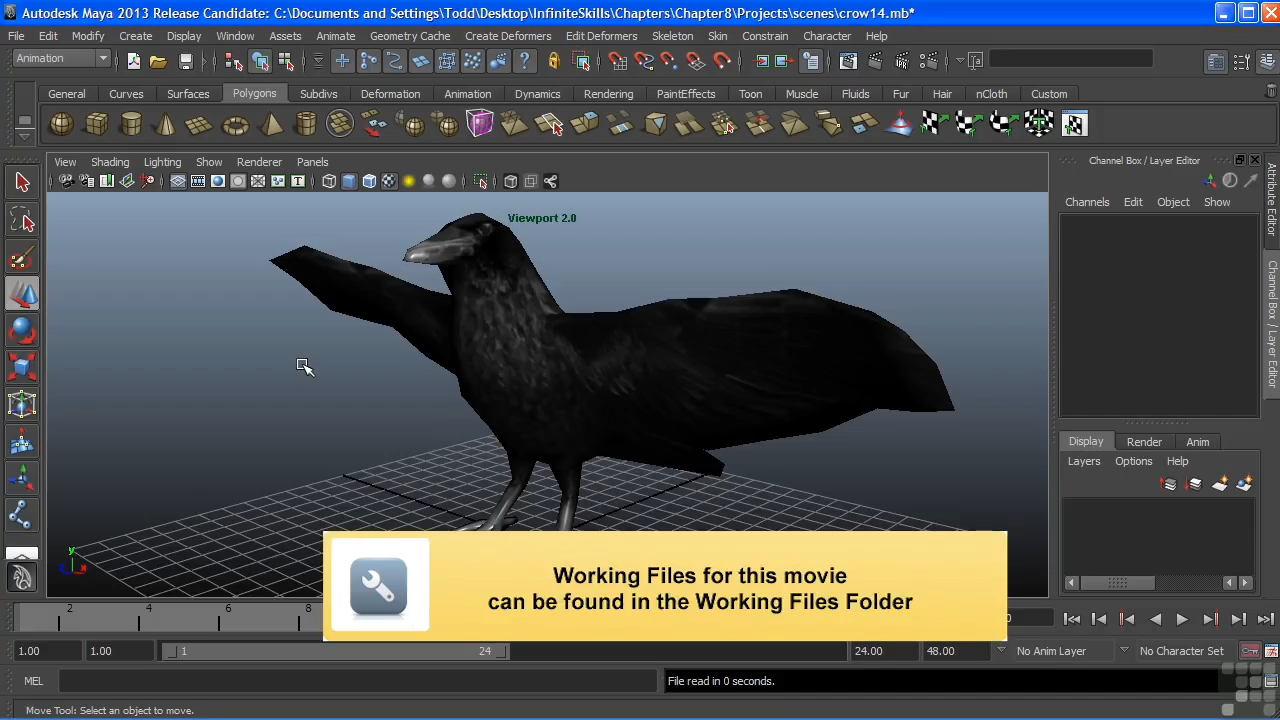 Autodesk Maya 2013 Release Candidate: C:\Documents and Settings\Todd\Desktop\InfiniteSkills\Chapters\Chapter8\Projects\scenes\crow14.mb*
File Edit Modify Create Display Window Assets Animate Geometry Cache Create Deformers Edit Deformers Skeleton Skin Constrain Character Help
Animation
General Curves Surfaces Polygons Subdivs Deformation Animation Dynamics Rendering PaintEffects Toon Muscle Fluids Fur Hair nCloth Custom
View Shading Lighting Show Renderer Panels
Channel Box / Layer Editor
Channels Edit Object Show
Viewport 2.0
Attribute Editor
Channel Box / Layer Editor
Display Render Anim
Layers Options Help
y
z x
Working Files for this movie
can be found in the Working Files Folder
2 4 6 8
1.00 1.00 1 24 24.00 48.00 No Anim Layer No Character Set
MEL File read in 0 seconds.
Move Tool: Select an object to move.